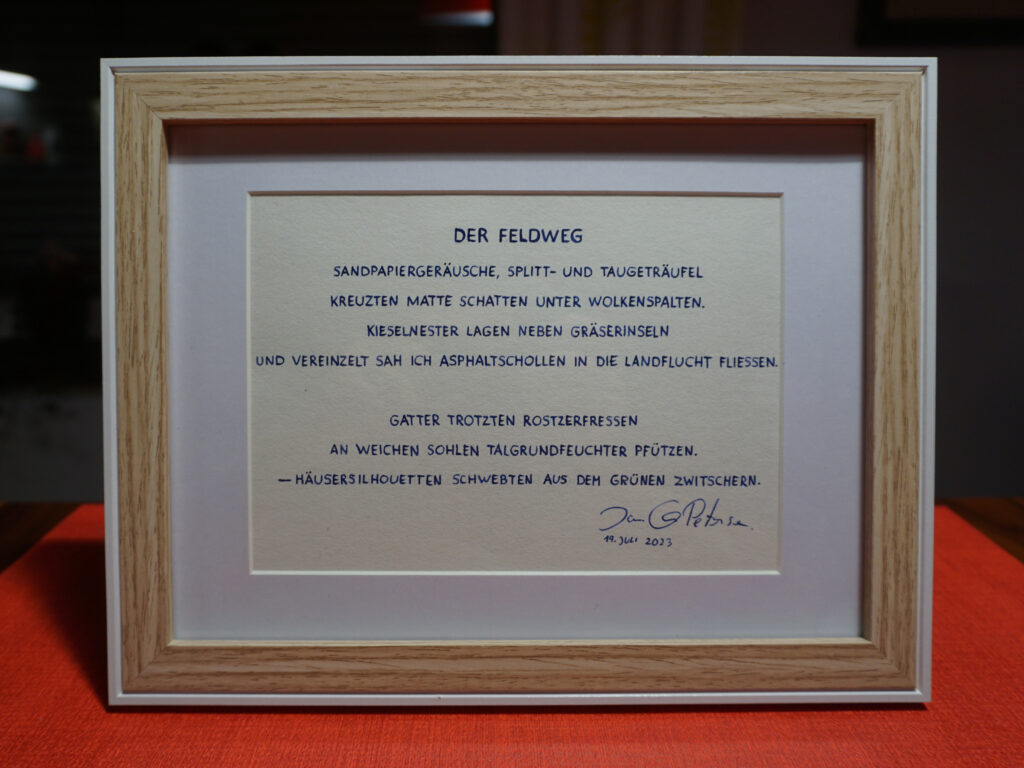 DER FELDWEG
SANDPAPIERGERÄUSCHE, SPLITT- UND TAUGETRÄUFEL
KREUZTEN MATTE SCHATTEN UNTER WOLKENSPALTEN.
KIESELNESTER LAGEN NEBEN GRÄSERINSELN
UND VEREINZELT SAH ICH ASPHALTSCHOLLEN IN DIE LANDFLUCHT FLIESSEN.
GATTER TROTZTEN ROSTZERFRESSEN
AN WEICHEN SOHLEN TALGRUNDFEUCHTER PFÜTZEN.
— HÄUSERSILHOUETTEN SCHWEBTEN AUS DEM GRÜNEN ZWITSCHERN.
Jan G Petersen
19. JULI 2023